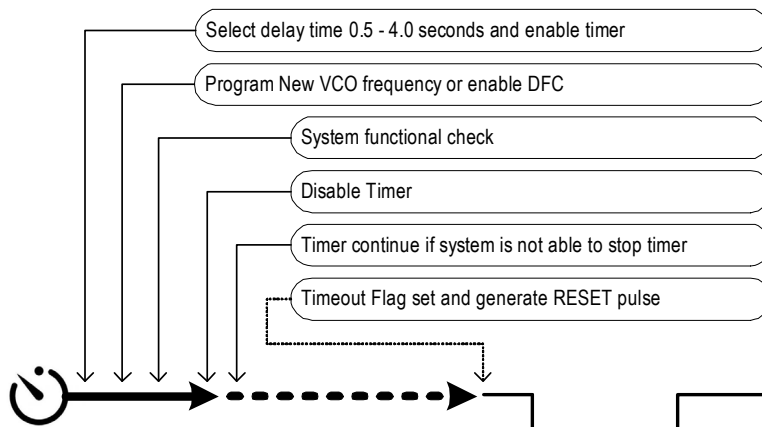 Select delay time 0.5 - 4.0 seconds and enable timer
Program New VCO frequency or enable DFC
System functional check
Disable Timer
Timer continue if system is not able to stop timer
Timeout Flag set and generate RESET pulse